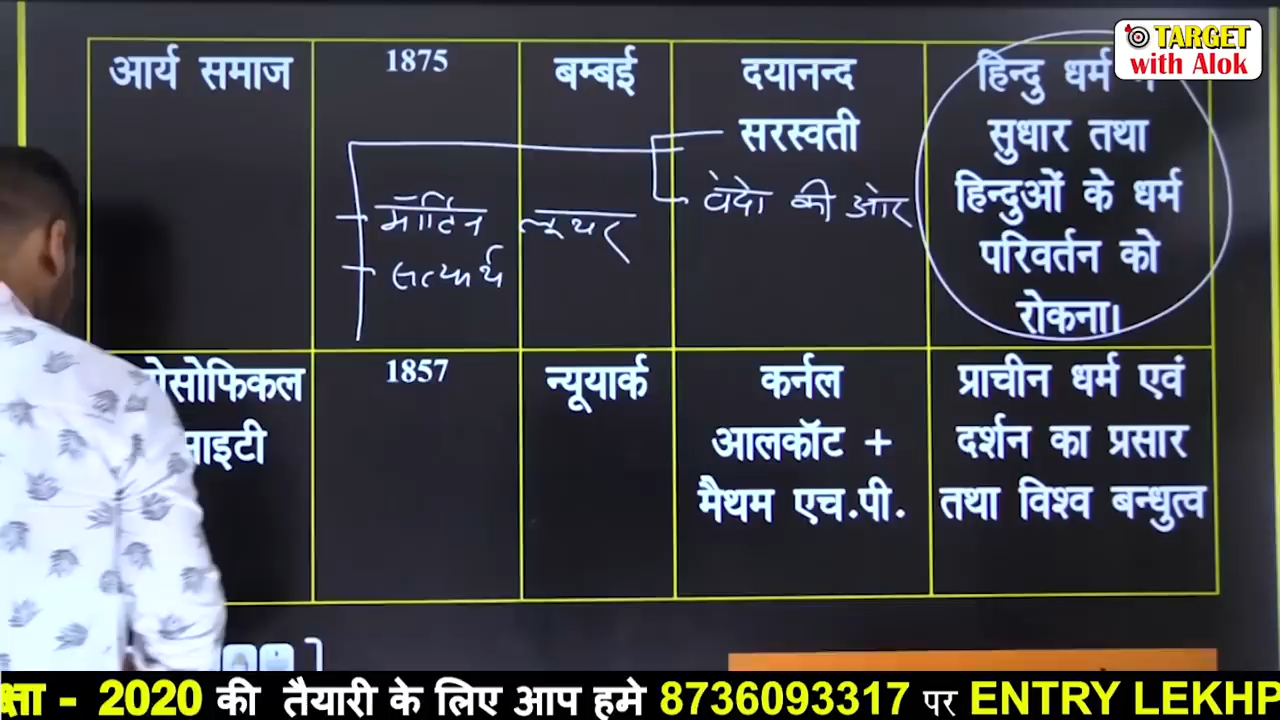 TARGET
with Alok
आर्य समाज
1875
बम्बई
दयानन्द
सरस्वती
हिन्दु धर्म
सुधार तथा
हिन्दुओं के धर्म
परिवर्तन को
रोकना।
वेदो की ओर
मार्टिन लूथर
सत्यार्थ
सोफिकल
साइटी
1857
न्यूयार्क
कर्नल
आलकॉट +
मैथम एच.पी.
प्राचीन धर्म एवं
दर्शन का प्रसार
तथा विश्व बन्धुत्व
- 2020 की तैयारी के लिए आप हमे 8736093317 पर ENTRY LEKHP